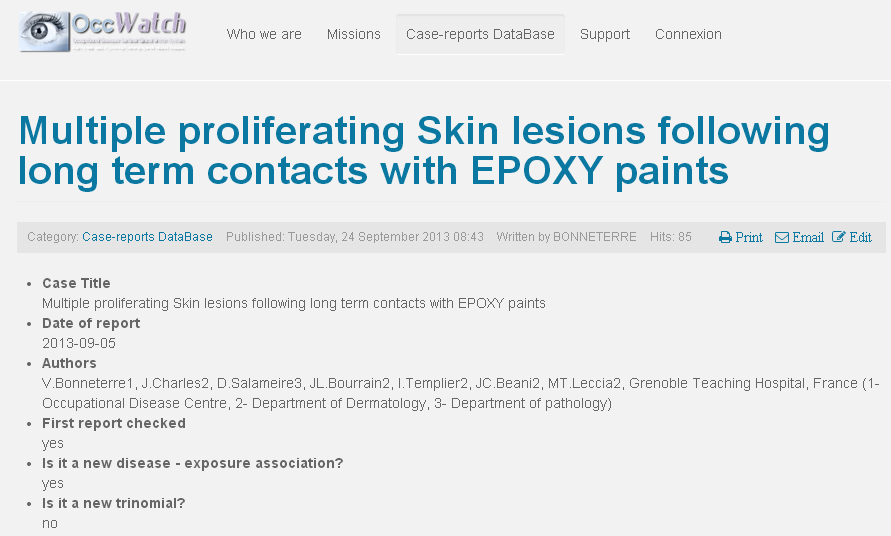 OccWatch
Who we are
Missions
Case-reports DataBase
Support
Connexion
Multiple proliferating Skin lesions following
long term contacts with EPOXY paints
Category: Case-reports DataBase Published: Tuesday, 24 September 2013 08:43 Written by BONNETERRE Hits: 85 Print Email Edit
• Case Title
Multiple proliferating Skin lesions following long term contacts with EPOXY paints
• Date of report
2013-09-05
• Authors
V.Bonneterre1, J.Charles2, D.Salameire3, JL.Bourrain2, I.Templier2, JC.Beani2, MT.Leccia2, Grenoble Teaching Hospital, France (1-
Occupational Disease Centre, 2- Department of Dermatology, 3- Department of pathology)
• First report checked
yes
• Is it a new disease - exposure association?
yes
• Is it a new trinomial?
no